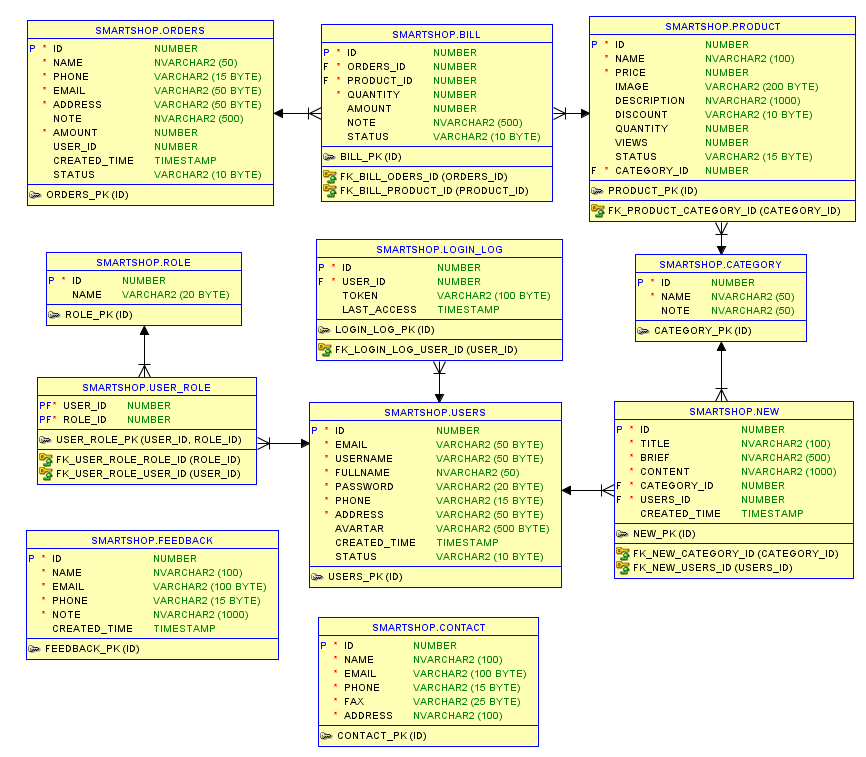 SMARTSHOP.ORDERS
P * ID NUMBER
* NAME NVARCHAR2 (50)
* PHONE VARCHAR2 (15 BYTE)
* EMAIL VARCHAR2 (50 BYTE)
* ADDRESS VARCHAR2 (50 BYTE)
NOTE NVARCHAR2 (500)
* AMOUNT NUMBER
USER_ID NUMBER
CREATED_TIME TIMESTAMP
STATUS VARCHAR2 (10 BYTE)
ORDERS_PK (ID)
SMARTSHOP.BILL
P * ID NUMBER
F * ORDERS_ID NUMBER
F * PRODUCT_ID NUMBER
* QUANTITY NUMBER
AMOUNT NUMBER
NOTE NVARCHAR2 (500)
STATUS VARCHAR2 (10 BYTE)
BILL_PK (ID)
FK_BILL_ODERS_ID (ORDERS_ID)
FK_BILL_PRODUCT_ID (PRODUCT_ID)
SMARTSHOP.PRODUCT
P * ID NUMBER
* NAME NVARCHAR2 (100)
* PRICE NUMBER
IMAGE VARCHAR2 (200 BYTE)
DESCRIPTION NVARCHAR2 (1000)
DISCOUNT VARCHAR2 (10 BYTE)
QUANTITY NUMBER
VIEWS NUMBER
STATUS VARCHAR2 (15 BYTE)
F * CATEGORY_ID NUMBER
PRODUCT_PK (ID)
FK_PRODUCT_CATEGORY_ID (CATEGORY_ID)
SMARTSHOP.ROLE
P * ID NUMBER
NAME VARCHAR2 (20 BYTE)
ROLE_PK (ID)
SMARTSHOP.LOGIN_LOG
P * ID NUMBER
F * USER_ID NUMBER
TOKEN VARCHAR2 (100 BYTE)
LAST_ACCESS TIMESTAMP
LOGIN_LOG_PK (ID)
FK_LOGIN_LOG_USER_ID (USER_ID)
SMARTSHOP.CATEGORY
P * ID NUMBER
* NAME NVARCHAR2 (50)
NOTE NVARCHAR2 (50)
CATEGORY_PK (ID)
SMARTSHOP.USER_ROLE
PF* USER_ID NUMBER
PF* ROLE_ID NUMBER
USER_ROLE_PK (USER_ID, ROLE_ID)
FK_USER_ROLE_ROLE_ID (ROLE_ID)
FK_USER_ROLE_USER_ID (USER_ID)
SMARTSHOP.USERS
P * ID NUMBER
* EMAIL VARCHAR2 (50 BYTE)
* USERNAME VARCHAR2 (50 BYTE)
* FULLNAME NVARCHAR2 (50)
* PASSWORD VARCHAR2 (20 BYTE)
* PHONE VARCHAR2 (15 BYTE)
* ADDRESS VARCHAR2 (50 BYTE)
AVARTAR VARCHAR2 (500 BYTE)
CREATED_TIME TIMESTAMP
STATUS VARCHAR2 (10 BYTE)
USERS_PK (ID)
SMARTSHOP.NEW
P * ID NUMBER
* TITLE NVARCHAR2 (100)
* BRIEF NVARCHAR2 (500)
* CONTENT NVARCHAR2 (1000)
F * CATEGORY_ID NUMBER
F * USERS_ID NUMBER
CREATED_TIME TIMESTAMP
NEW_PK (ID)
FK_NEW_CATEGORY_ID (CATEGORY_ID)
FK_NEW_USERS_ID (USERS_ID)
SMARTSHOP.FEEDBACK
P * ID NUMBER
* NAME NVARCHAR2 (100)
* EMAIL VARCHAR2 (100 BYTE)
* PHONE VARCHAR2 (15 BYTE)
* NOTE NVARCHAR2 (1000)
CREATED_TIME TIMESTAMP
FEEDBACK_PK (ID)
SMARTSHOP.CONTACT
P * ID NUMBER
* NAME NVARCHAR2 (100)
* EMAIL VARCHAR2 (100 BYTE)
* PHONE VARCHAR2 (15 BYTE)
* FAX VARCHAR2 (25 BYTE)
* ADDRESS NVARCHAR2 (100)
CONTACT_PK (ID)